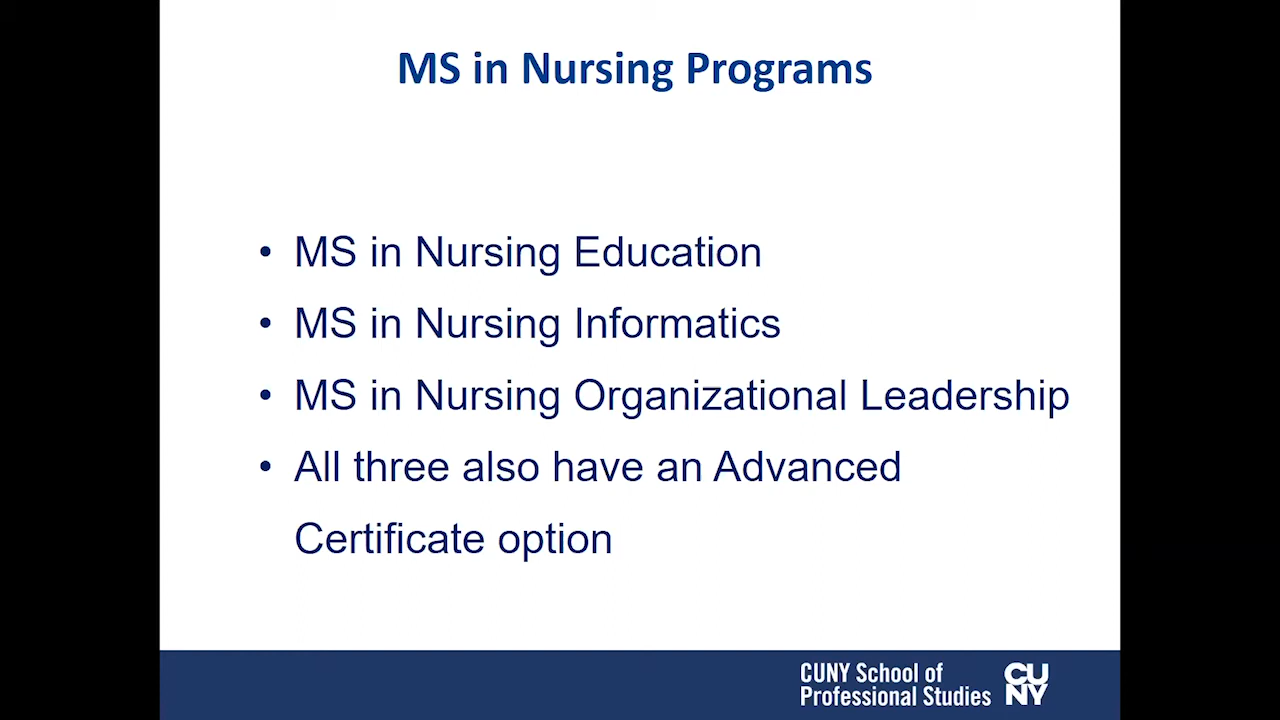 MS in Nursing Programs
• MS in Nursing Education
• MS in Nursing Informatics
• MS in Nursing Organizational Leadership
• All three also have an Advanced
Certificate option
CUNY School of
Professional Studies
CU
NY